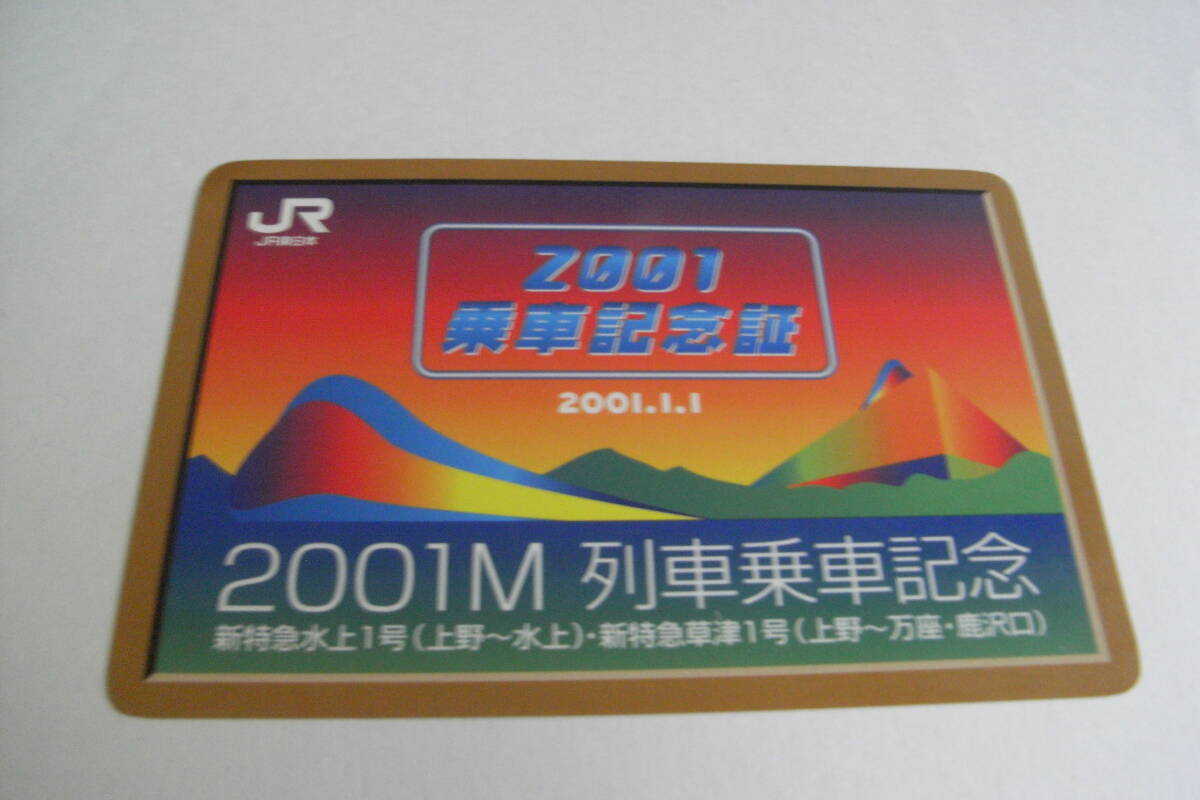 JR
JR東日本
2001
乗車記念証
2001.1.1
2001M 列車乗車記念
新特急水上1号(上野～水上)・新特急草津1号(上野～万座・鹿沢口)